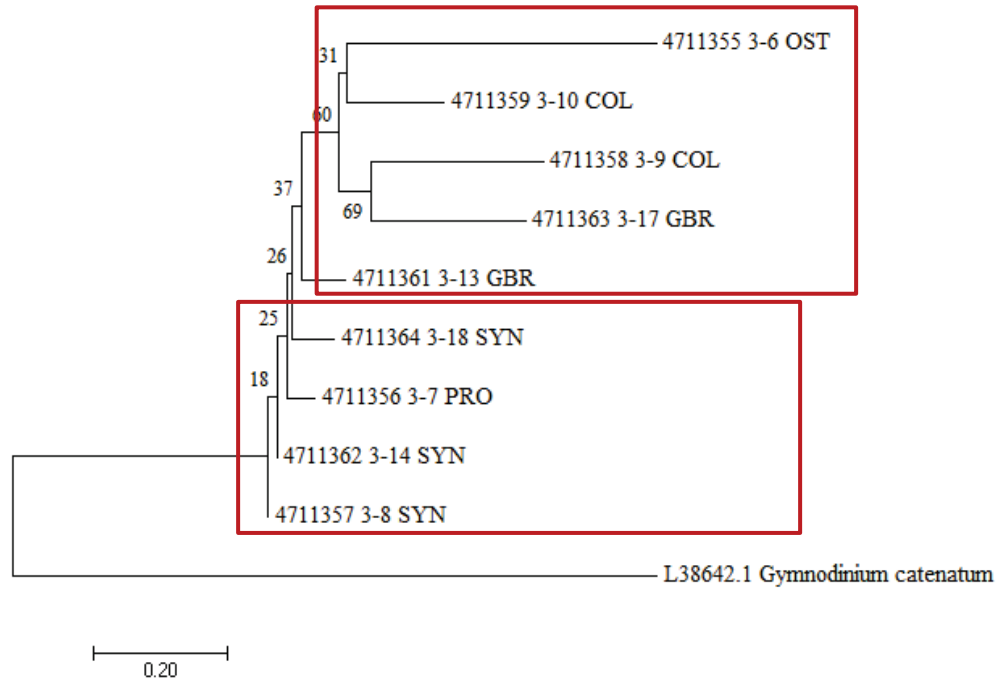 4711355 3-6 OST
31
4711359 3-10 COL
60
4711358 3-9 COL
37
69
4711363 3-17 GBR
26
4711361 3-13 GBR
25
4711364 3-18 SYN
18
4711356 3-7 PRO
4711362 3-14 SYN
4711357 3-8 SYN
L38642.1 Gymnodinium catenatum
0.20